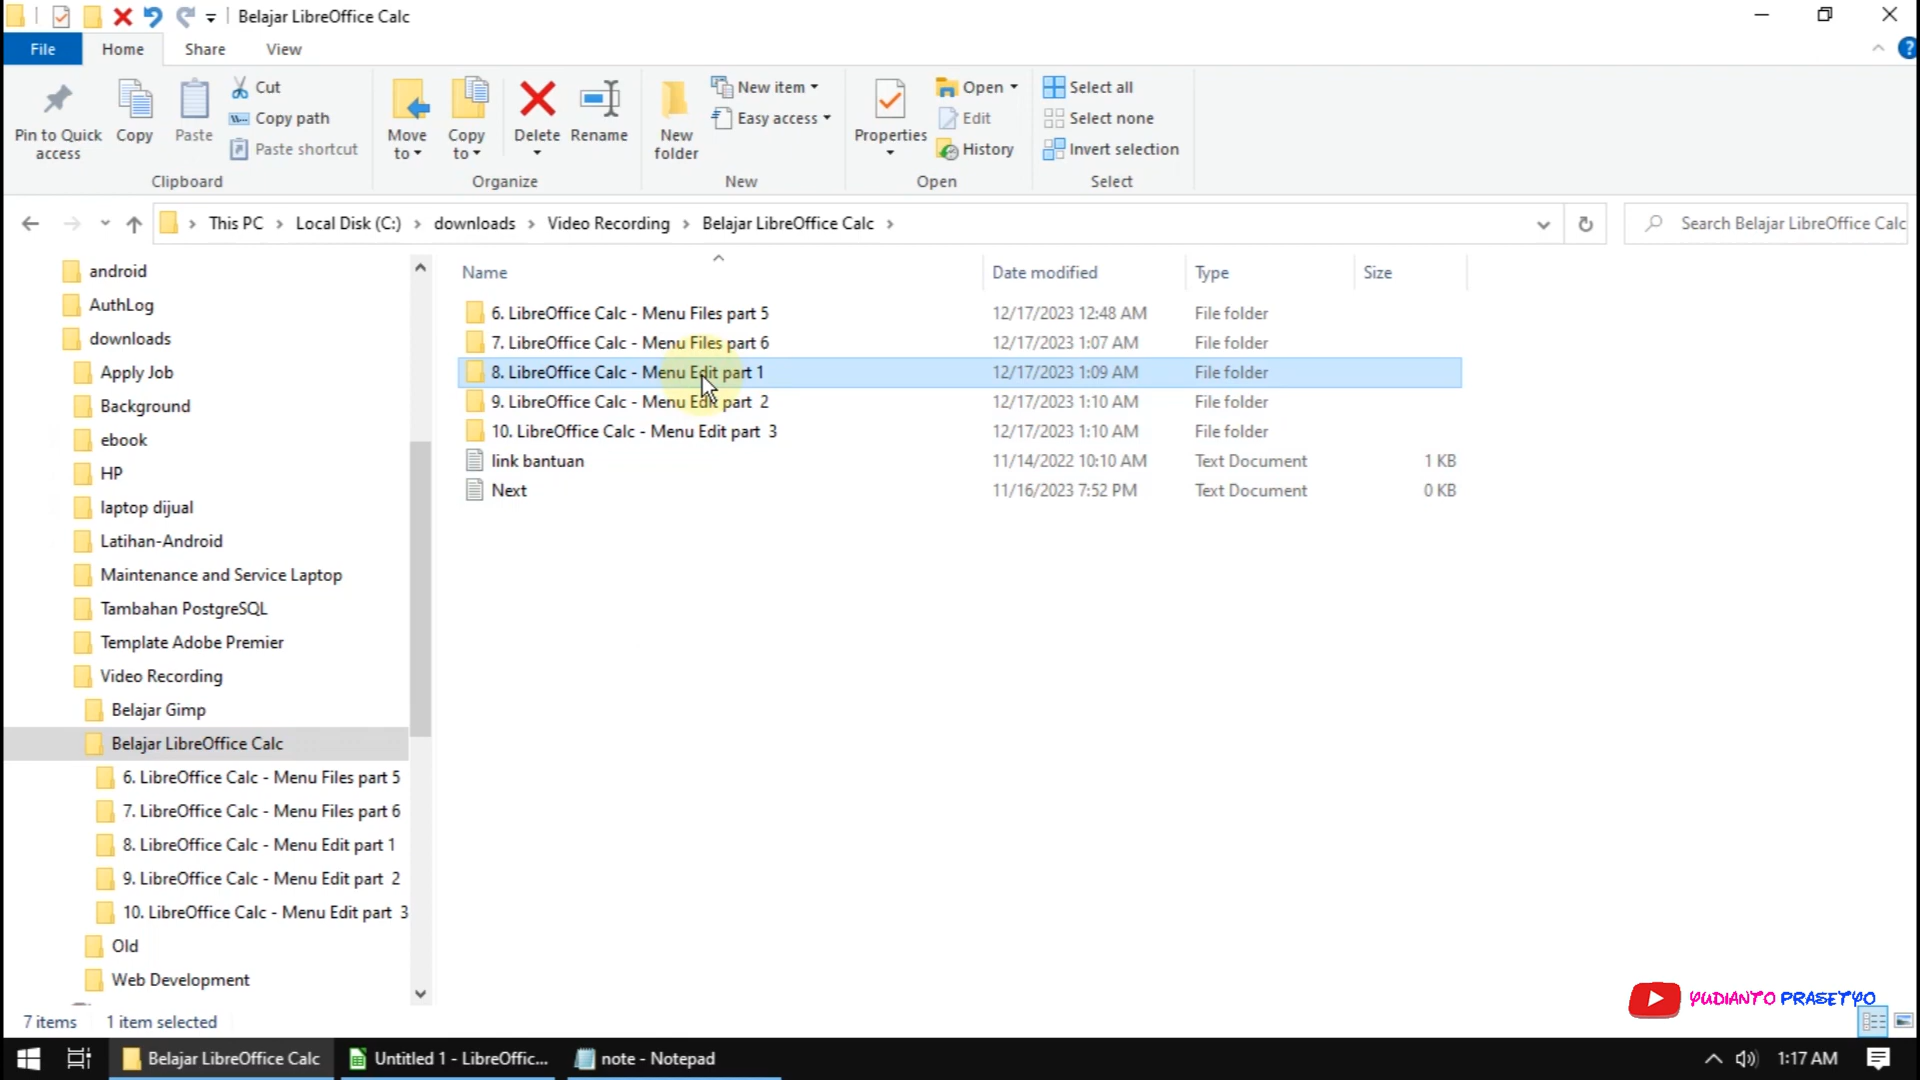 Belajar LibreOffice Calc
File Home Share View
Pin to Quick access
Copy
Paste
Cut
Copy path
Paste shortcut
Clipboard
Move to
Copy to
Delete
Rename
Organize
New folder
New item
Easy access
New
Properties
Open
Edit
History
Open
Select all
Select none
Invert selection
Select
This PC > Local Disk (C:) > downloads > Video Recording > Belajar LibreOffice Calc >
Search Belajar LibreOffice Calc
android
AuthLog
downloads
Apply Job
Background
ebook
HP
laptop dijual
Latihan-Android
Maintenance and Service Laptop
Tambahan PostgreSQL
Template Adobe Premier
Video Recording
Belajar Gimp
Belajar LibreOffice Calc
6. LibreOffice Calc - Menu Files part 5
7. LibreOffice Calc - Menu Files part 6
8. LibreOffice Calc - Menu Edit part 1
9. LibreOffice Calc - Menu Edit part 2
10. LibreOffice Calc - Menu Edit part 3
Old
Web Development
Name Date modified Type Size
6. LibreOffice Calc - Menu Files part 5 12/17/2023 12:48 AM File folder
7. LibreOffice Calc - Menu Files part 6 12/17/2023 1:07 AM File folder
8. LibreOffice Calc - Menu Edit part 1 12/17/2023 1:09 AM File folder
9. LibreOffice Calc - Menu Edit part 2 12/17/2023 1:10 AM File folder
10. LibreOffice Calc - Menu Edit part 3 12/17/2023 1:10 AM File folder
link bantuan 11/14/2022 10:10 AM Text Document 1 KB
Next 11/16/2023 7:52 PM Text Document 0 KB
YUDIANTO PRASETYO
7 items 1 item selected
Belajar LibreOffice Calc
Untitled 1 - LibreOffic...
note - Notepad
1:17 AM